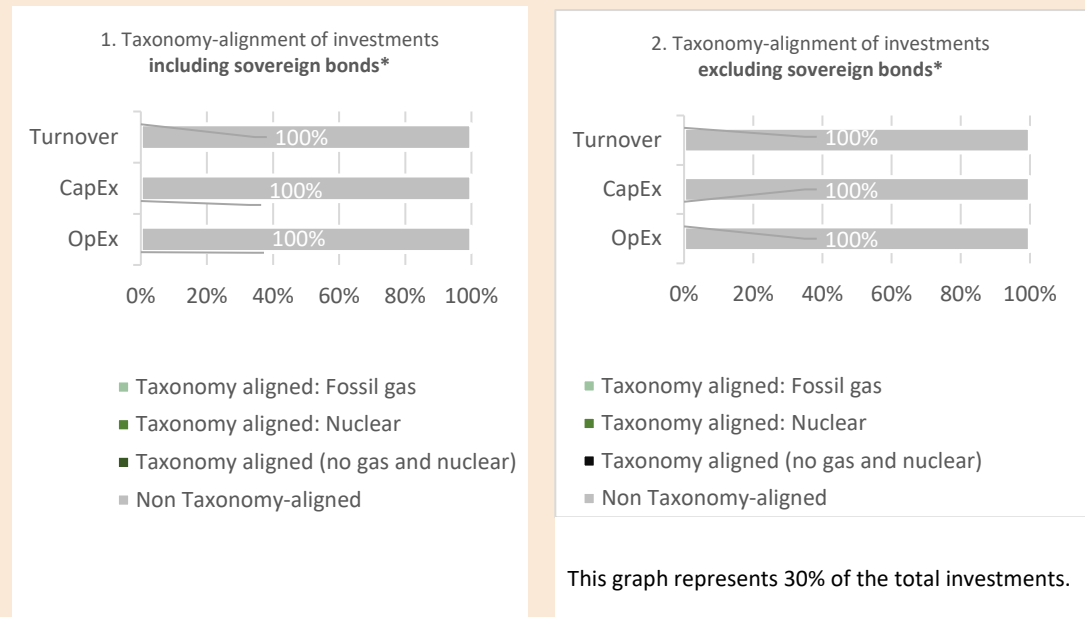 1. Taxonomy-alignment of investments
including sovereign bonds*
Turnover
100%
CapEx
100%
OpEx
100%
0% 20% 40% 60% 80% 100%
Taxonomy aligned: Fossil gas
Taxonomy aligned: Nuclear
Taxonomy aligned (no gas and nuclear)
Non Taxonomy-aligned
2. Taxonomy-alignment of investments
excluding sovereign bonds*
Turnover
100%
CapEx
100%
OpEx
100%
0% 20% 40% 60% 80% 100%
Taxonomy aligned: Fossil gas
Taxonomy aligned: Nuclear
Taxonomy aligned (no gas and nuclear)
Non Taxonomy-aligned
This graph represents 30% of the total investments.